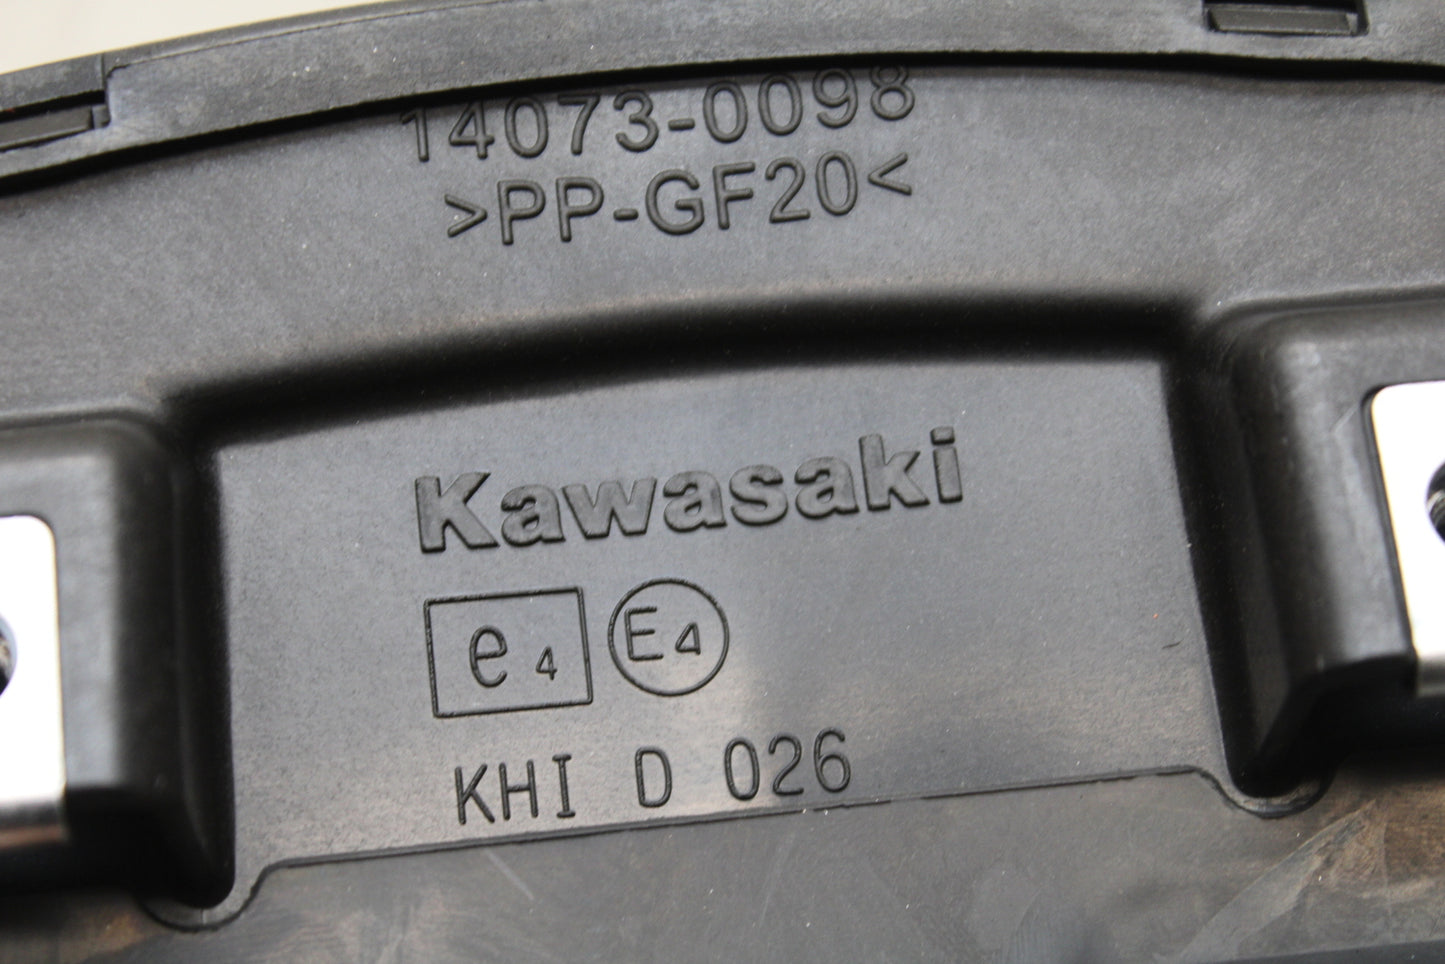 14073-0098
>PP-GF20<
Kawasaki
e4 E4
KHI D 026